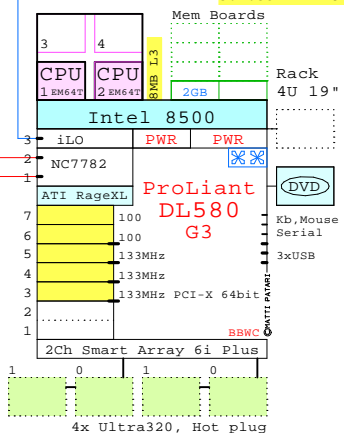 Mem Boards
3 4
8MB L3
CPU CPU
1 EM64T 2 EM64T
2GB
Rack
4U 19"
Intel 8500
3 iLO PWR PWR
2 NC7782
1
ATI RageXL
ProLiant
DL580
G3
DVD
7 100
6 100
5 133MHz
4 133MHz
3 133MHz PCI-X 64bit
2
1
Kb,Mouse
Serial
3xUSB
BBWC
©MATTI PATARI
2Ch Smart Array 6i Plus
1 0 1 0
4x Ultra320, Hot plug